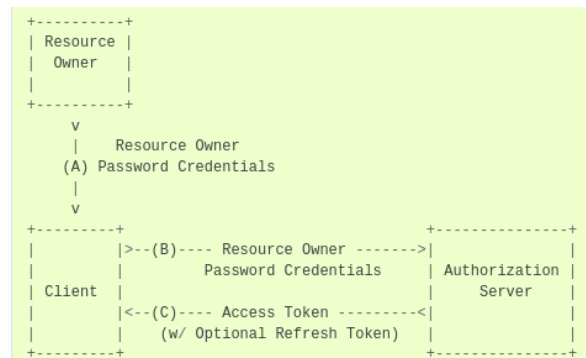 +----------+
| Resource |
|  Owner   |
|          |
+----------+
     v
     |    Resource Owner
    (A) Password Credentials
     |
     v
+---------+                                  +---------------+
|         |>--(B)---- Resource Owner ------->|               |
|         |         Password Credentials     | Authorization |
| Client  |                                  |     Server    |
|         |<--(C)---- Access Token ---------<|               |
|         |    (w/ Optional Refresh Token)   |               |
+---------+                                  +---------------+